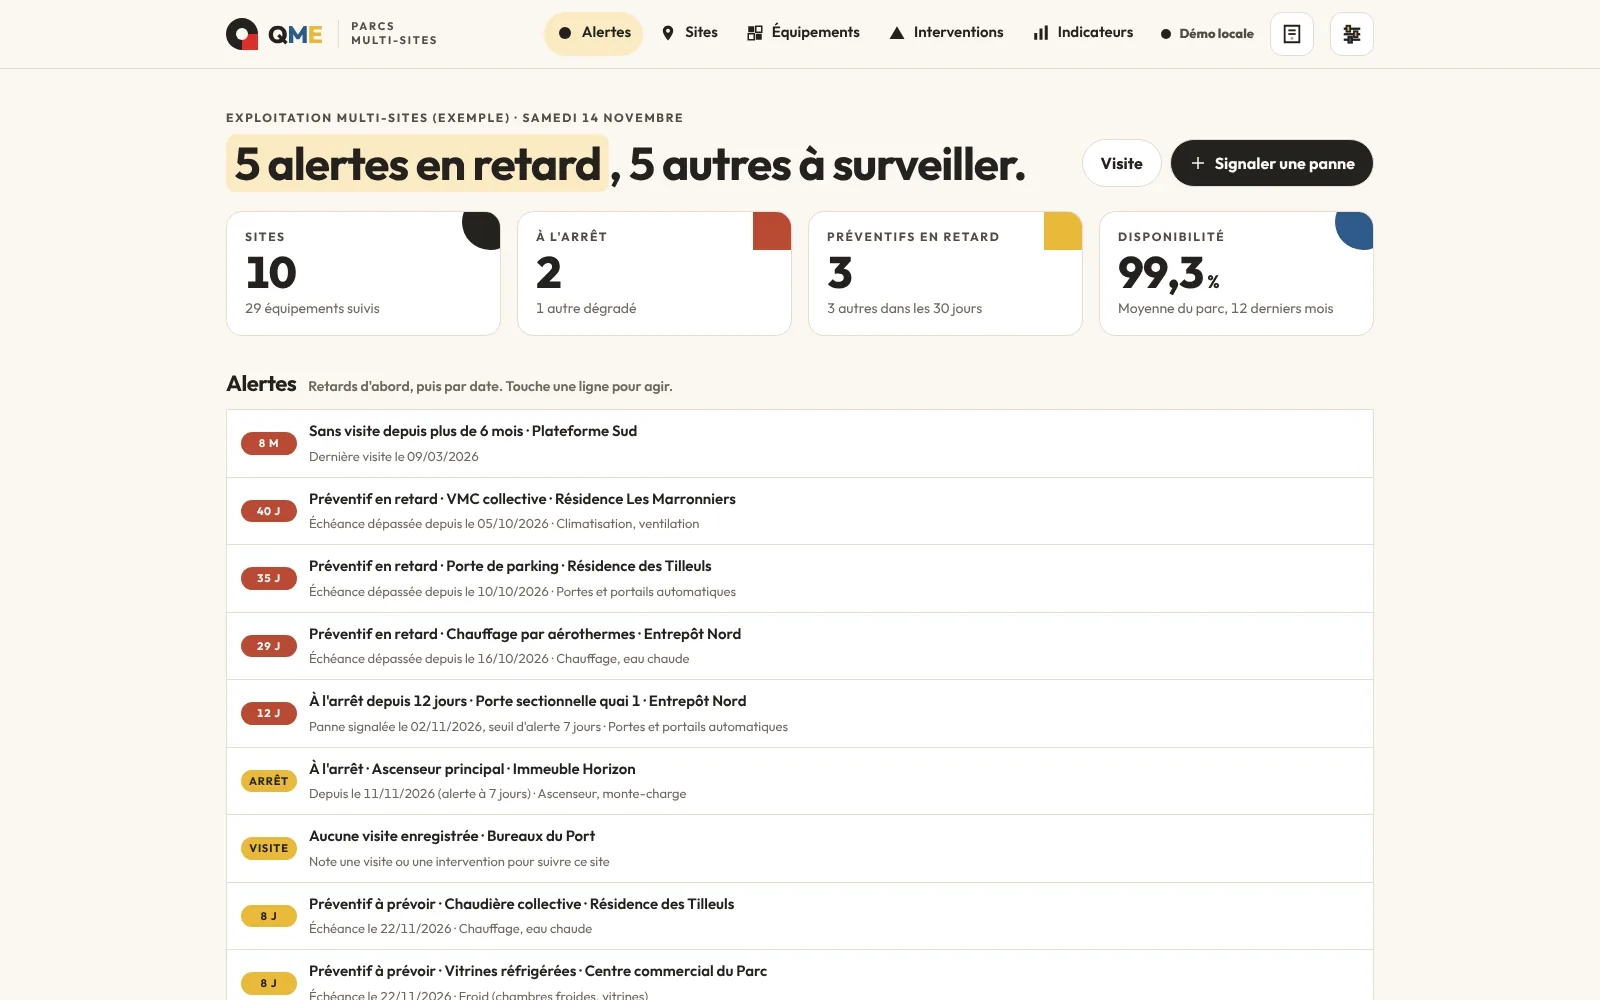 QME
PARCS
MULTI-SITES
Alertes
Sites
Équipements
Interventions
Indicateurs
Démo locale
EXPLOITATION MULTI-SITES (EXEMPLE) · SAMEDI 14 NOVEMBRE
5 alertes en retard, 5 autres à surveiller.
Visite
+ Signaler une panne
SITES
10
29 équipements suivis
À L'ARRÊT
2
1 autre dégradé
PRÉVENTIFS EN RETARD
3
3 autres dans les 30 jours
DISPONIBILITÉ
99,3 %
Moyenne du parc, 12 derniers mois
Alertes Retards d'abord, puis par date. Touche une ligne pour agir.
8 M
Sans visite depuis plus de 6 mois · Plateforme Sud
Dernière visite le 09/03/2026
40 J
Préventif en retard · VMC collective · Résidence Les Marronniers
Échéance dépassée depuis le 05/10/2026 · Climatisation, ventilation
35 J
Préventif en retard · Porte de parking · Résidence des Tilleuls
Échéance dépassée depuis le 10/10/2026 · Portes et portails automatiques
29 J
Préventif en retard · Chauffage par aérothermes · Entrepôt Nord
Échéance dépassée depuis le 16/10/2026 · Chauffage, eau chaude
12 J
À l'arrêt depuis 12 jours · Porte sectionnelle quai 1 · Entrepôt Nord
Panne signalée le 02/11/2026, seuil d'alerte 7 jours · Portes et portails automatiques
ARRÊT
À l'arrêt · Ascenseur principal · Immeuble Horizon
Depuis le 11/11/2026 (alerte à 7 jours) · Ascenseur, monte-charge
VISITE
Aucune visite enregistrée · Bureaux du Port
Note une visite ou une intervention pour suivre ce site
8 J
Préventif à prévoir · Chaudière collective · Résidence des Tilleuls
Échéance le 22/11/2026 · Chauffage, eau chaude
8 J
Préventif à prévoir · Vitrines réfrigérées · Centre commercial du Parc
Échéance le 22/11/2026 · Froid (chambres froides, vitrines)